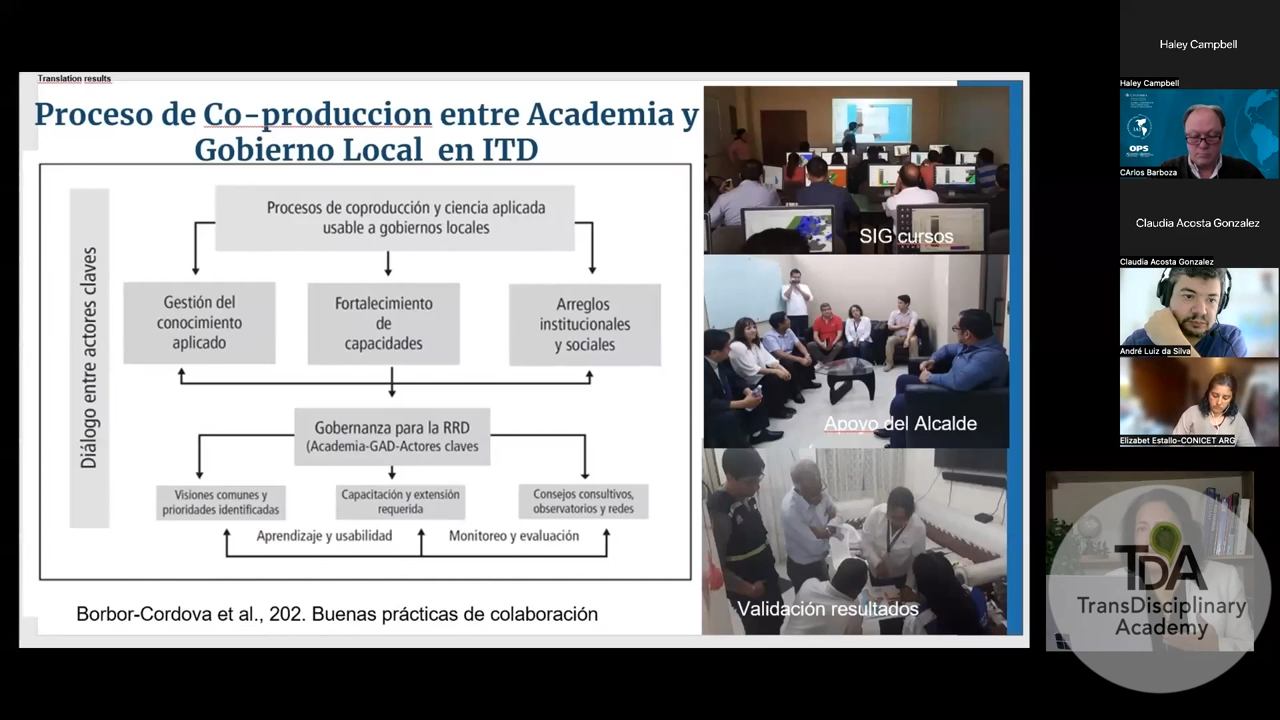 Translation results
Proceso de Co-produccion entre Academia y
Gobierno Local en ITD
Diálogo entre actores claves
Procesos de coproducción y ciencia aplicada
usable a gobiernos locales
Gestión del
conocimiento
aplicado
Fortalecimiento
de
capacidades
Arreglos
institucionales
y sociales
Gobernanza para la RRD
(Academia-GAD-Actores claves
Visiones comunes y
prioridades identificadas
Capacitación y extensión
requerida
Consejos consultivos,
observatorios y redes
Aprendizaje y usabilidad
Monitoreo y evaluación
Borbor-Cordova et al., 202. Buenas prácticas de colaboración
SIG cursos
Apoyo del Alcalde
Validación resultados
Haley Campbell
Haley Campbell
IAI
OPS
CArlos Barboza
Claudia Acosta Gonzalez
Claudia Acosta Gonzalez
André Luiz da Silva
Elizabet Estallo-CONICET ARG
TDA
TransDisciplinary
Academy